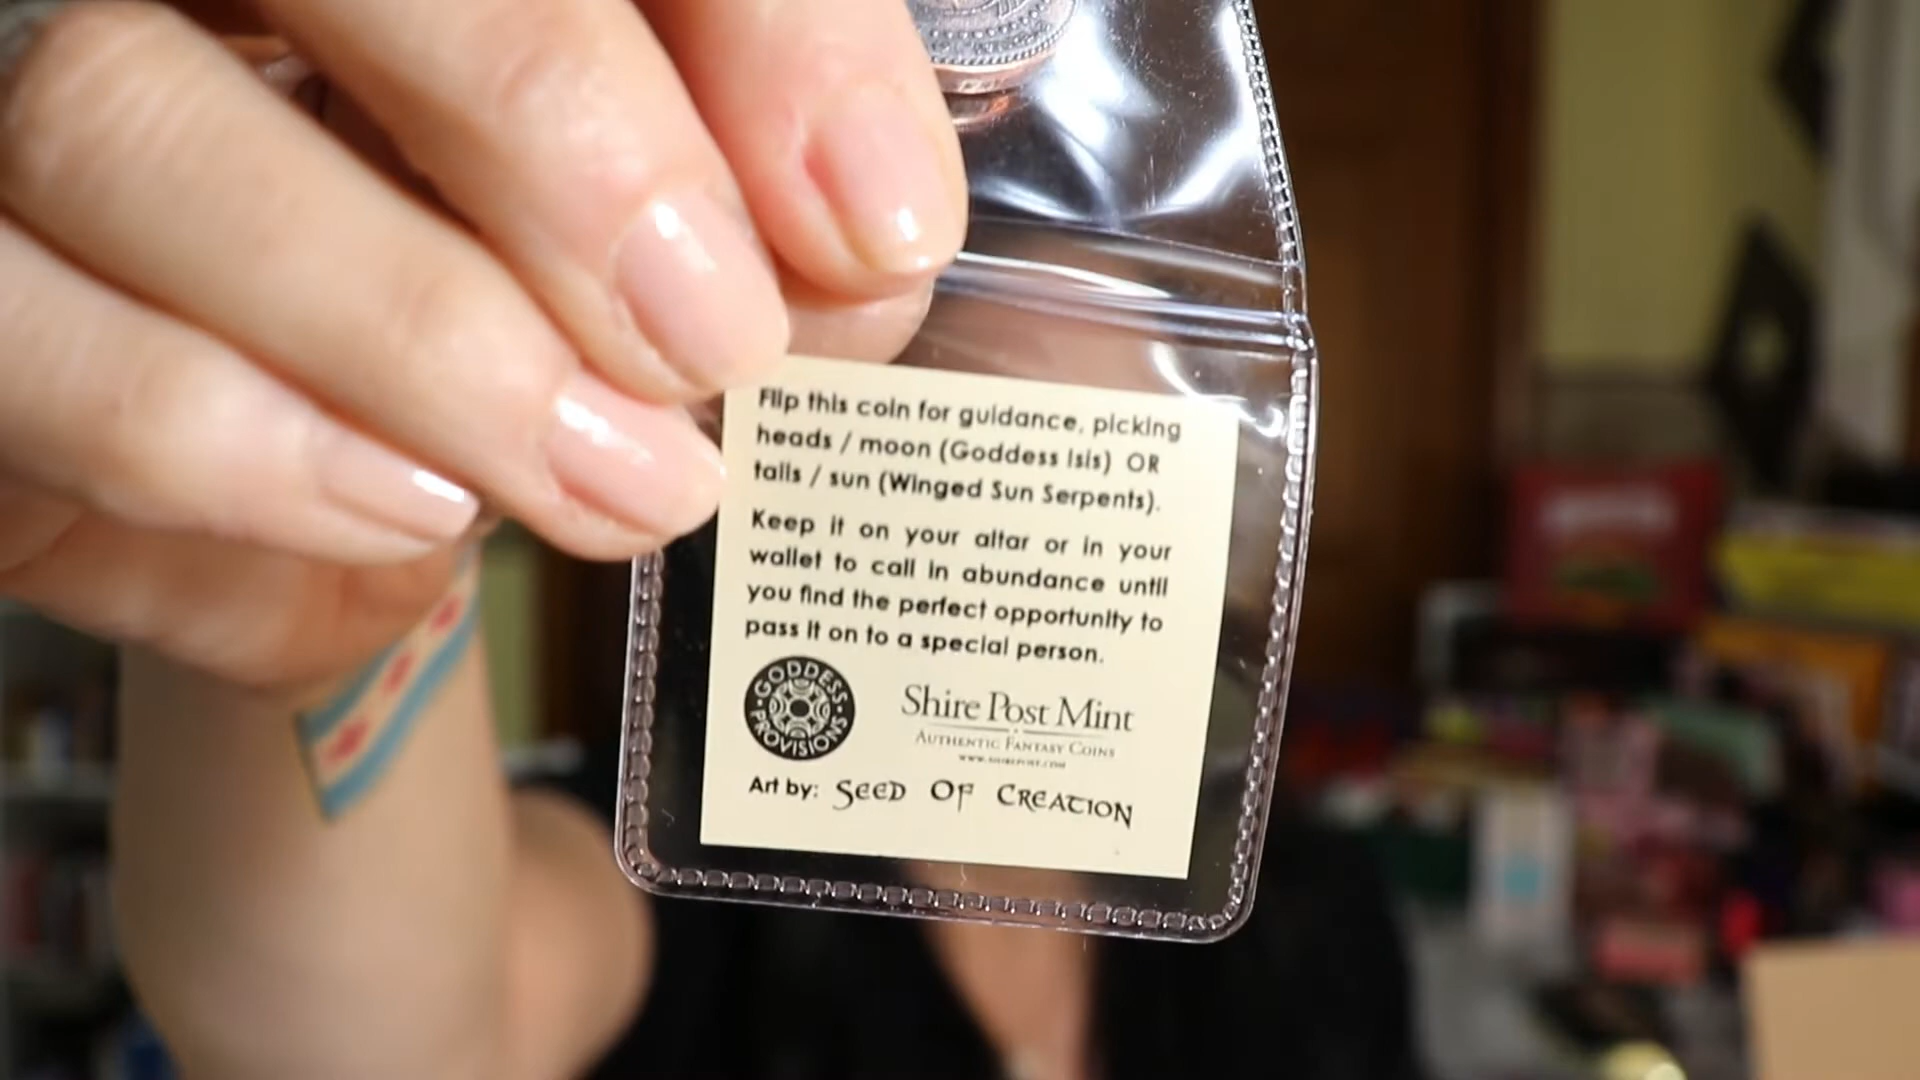 Flip this coin for guidance, picking
heads / moon (Goddess Isis) OR
tails / sun (Winged Sun Serpents).
Keep it on your altar or in your
wallet to call in abundance until
you find the perfect opportunity to
pass it on to a special person.
GODDESS PROVISIONS
Shire Post Mint
AUTHENTIC FANTASY COINS
WWW.SHIREPOST.COM
Art by: SEED OF CREATION